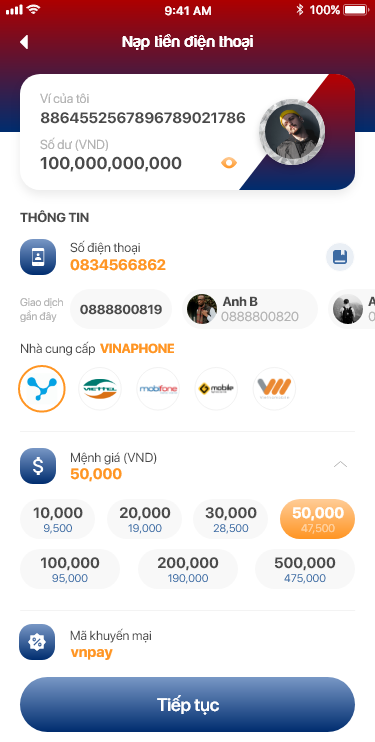 9:41 AM 100%
Nạp tiền điện thoại
Ví của tôi
8864552567896789021786
Số dư (VND)
100,000,000,000
THÔNG TIN
Số điện thoại
0834566862
Giao dịch
gần đây
0888800819
Anh B
0888800820
A
0
Nhà cung cấp VINAPHONE
VIETTEL
mobifone
mobile
vietnamobile
Mệnh giá (VND)
50,000
10,000 20,000 30,000 50,000
9,500 19,000 28,500 47,500
100,000 200,000 500,000
95,000 190,000 475,000
Mã khuyến mại
vnpay
Tiếp tục